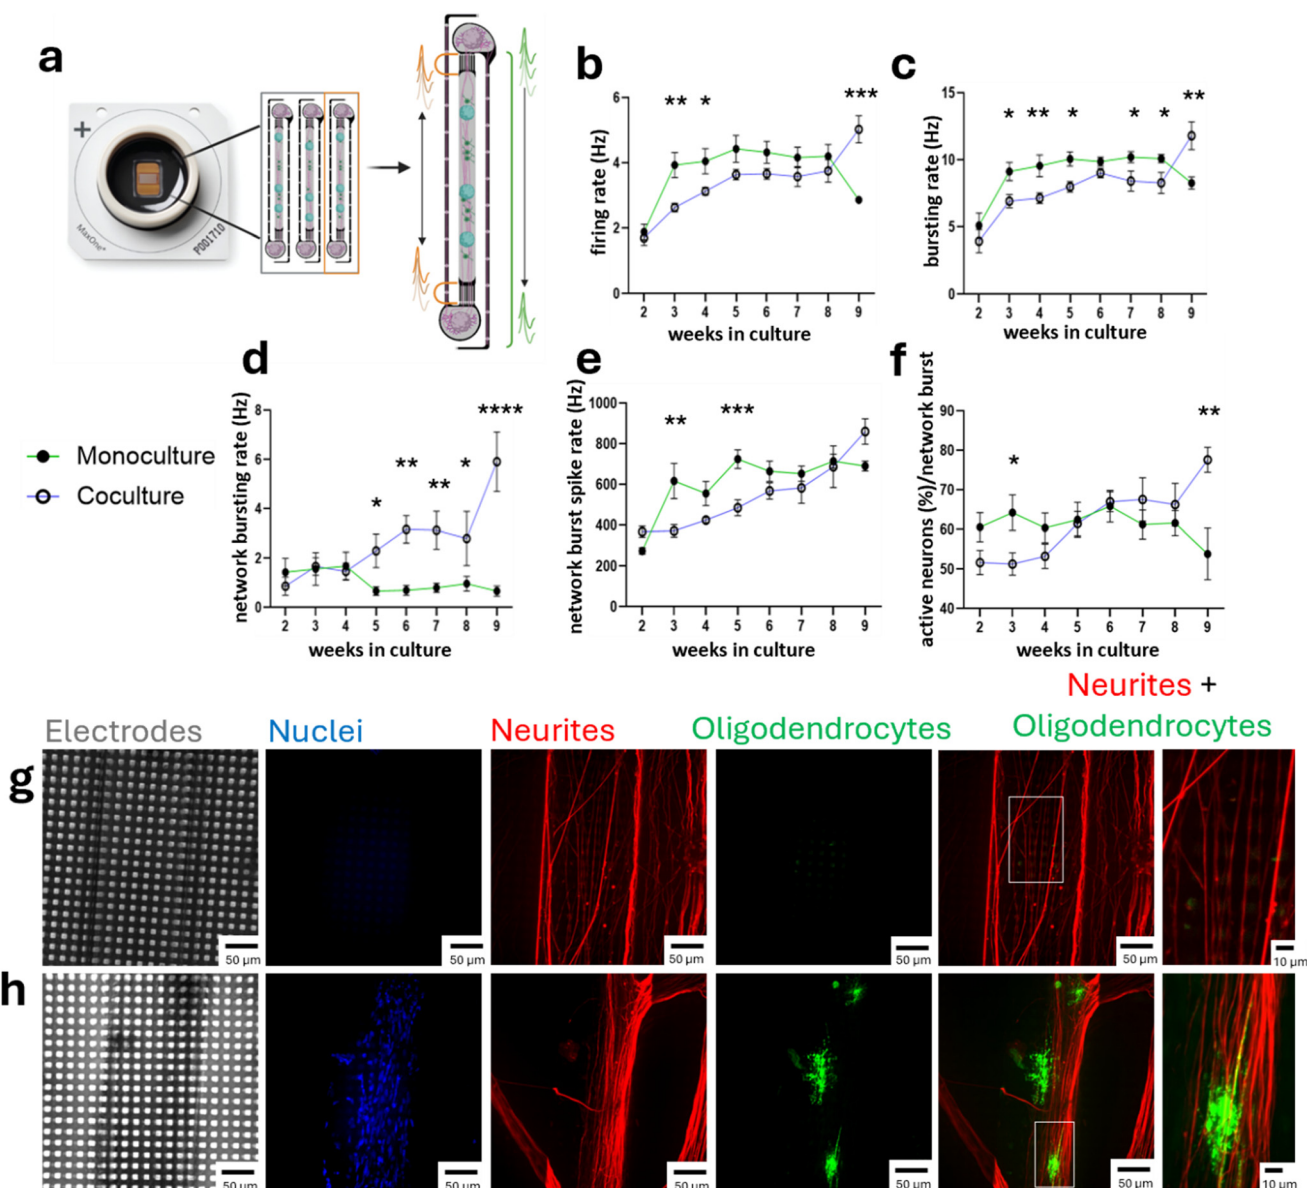 a
MaxOne+
P001710
b
firing rate (Hz)
6
4
2
0
** * ***
2 3 4 5 6 7 8 9
weeks in culture
c
bursting rate (Hz)
15
10
5
0
* ** * * * **
2 3 4 5 6 7 8 9
weeks in culture
Monoculture
Coculture
d
network bursting rate (Hz)
8
6
4
2
0
* ** ** * ****
2 3 4 5 6 7 8 9
weeks in culture
e
network burst spike rate (Hz)
1000
800
600
400
200
0
** ***
2 3 4 5 6 7 8 9
weeks in culture
f
active neurons (%)/network burst
90
80
70
60
50
40
* **
2 3 4 5 6 7 8 9
weeks in culture
Electrodes
Nuclei
Neurites
Oligodendrocytes
Neurites +
Oligodendrocytes
g
50 µm
50 µm
50 µm
50 µm
50 µm
10 µm
h
50 µm
50 µm
50 µm
50 µm
50 µm
10 µm